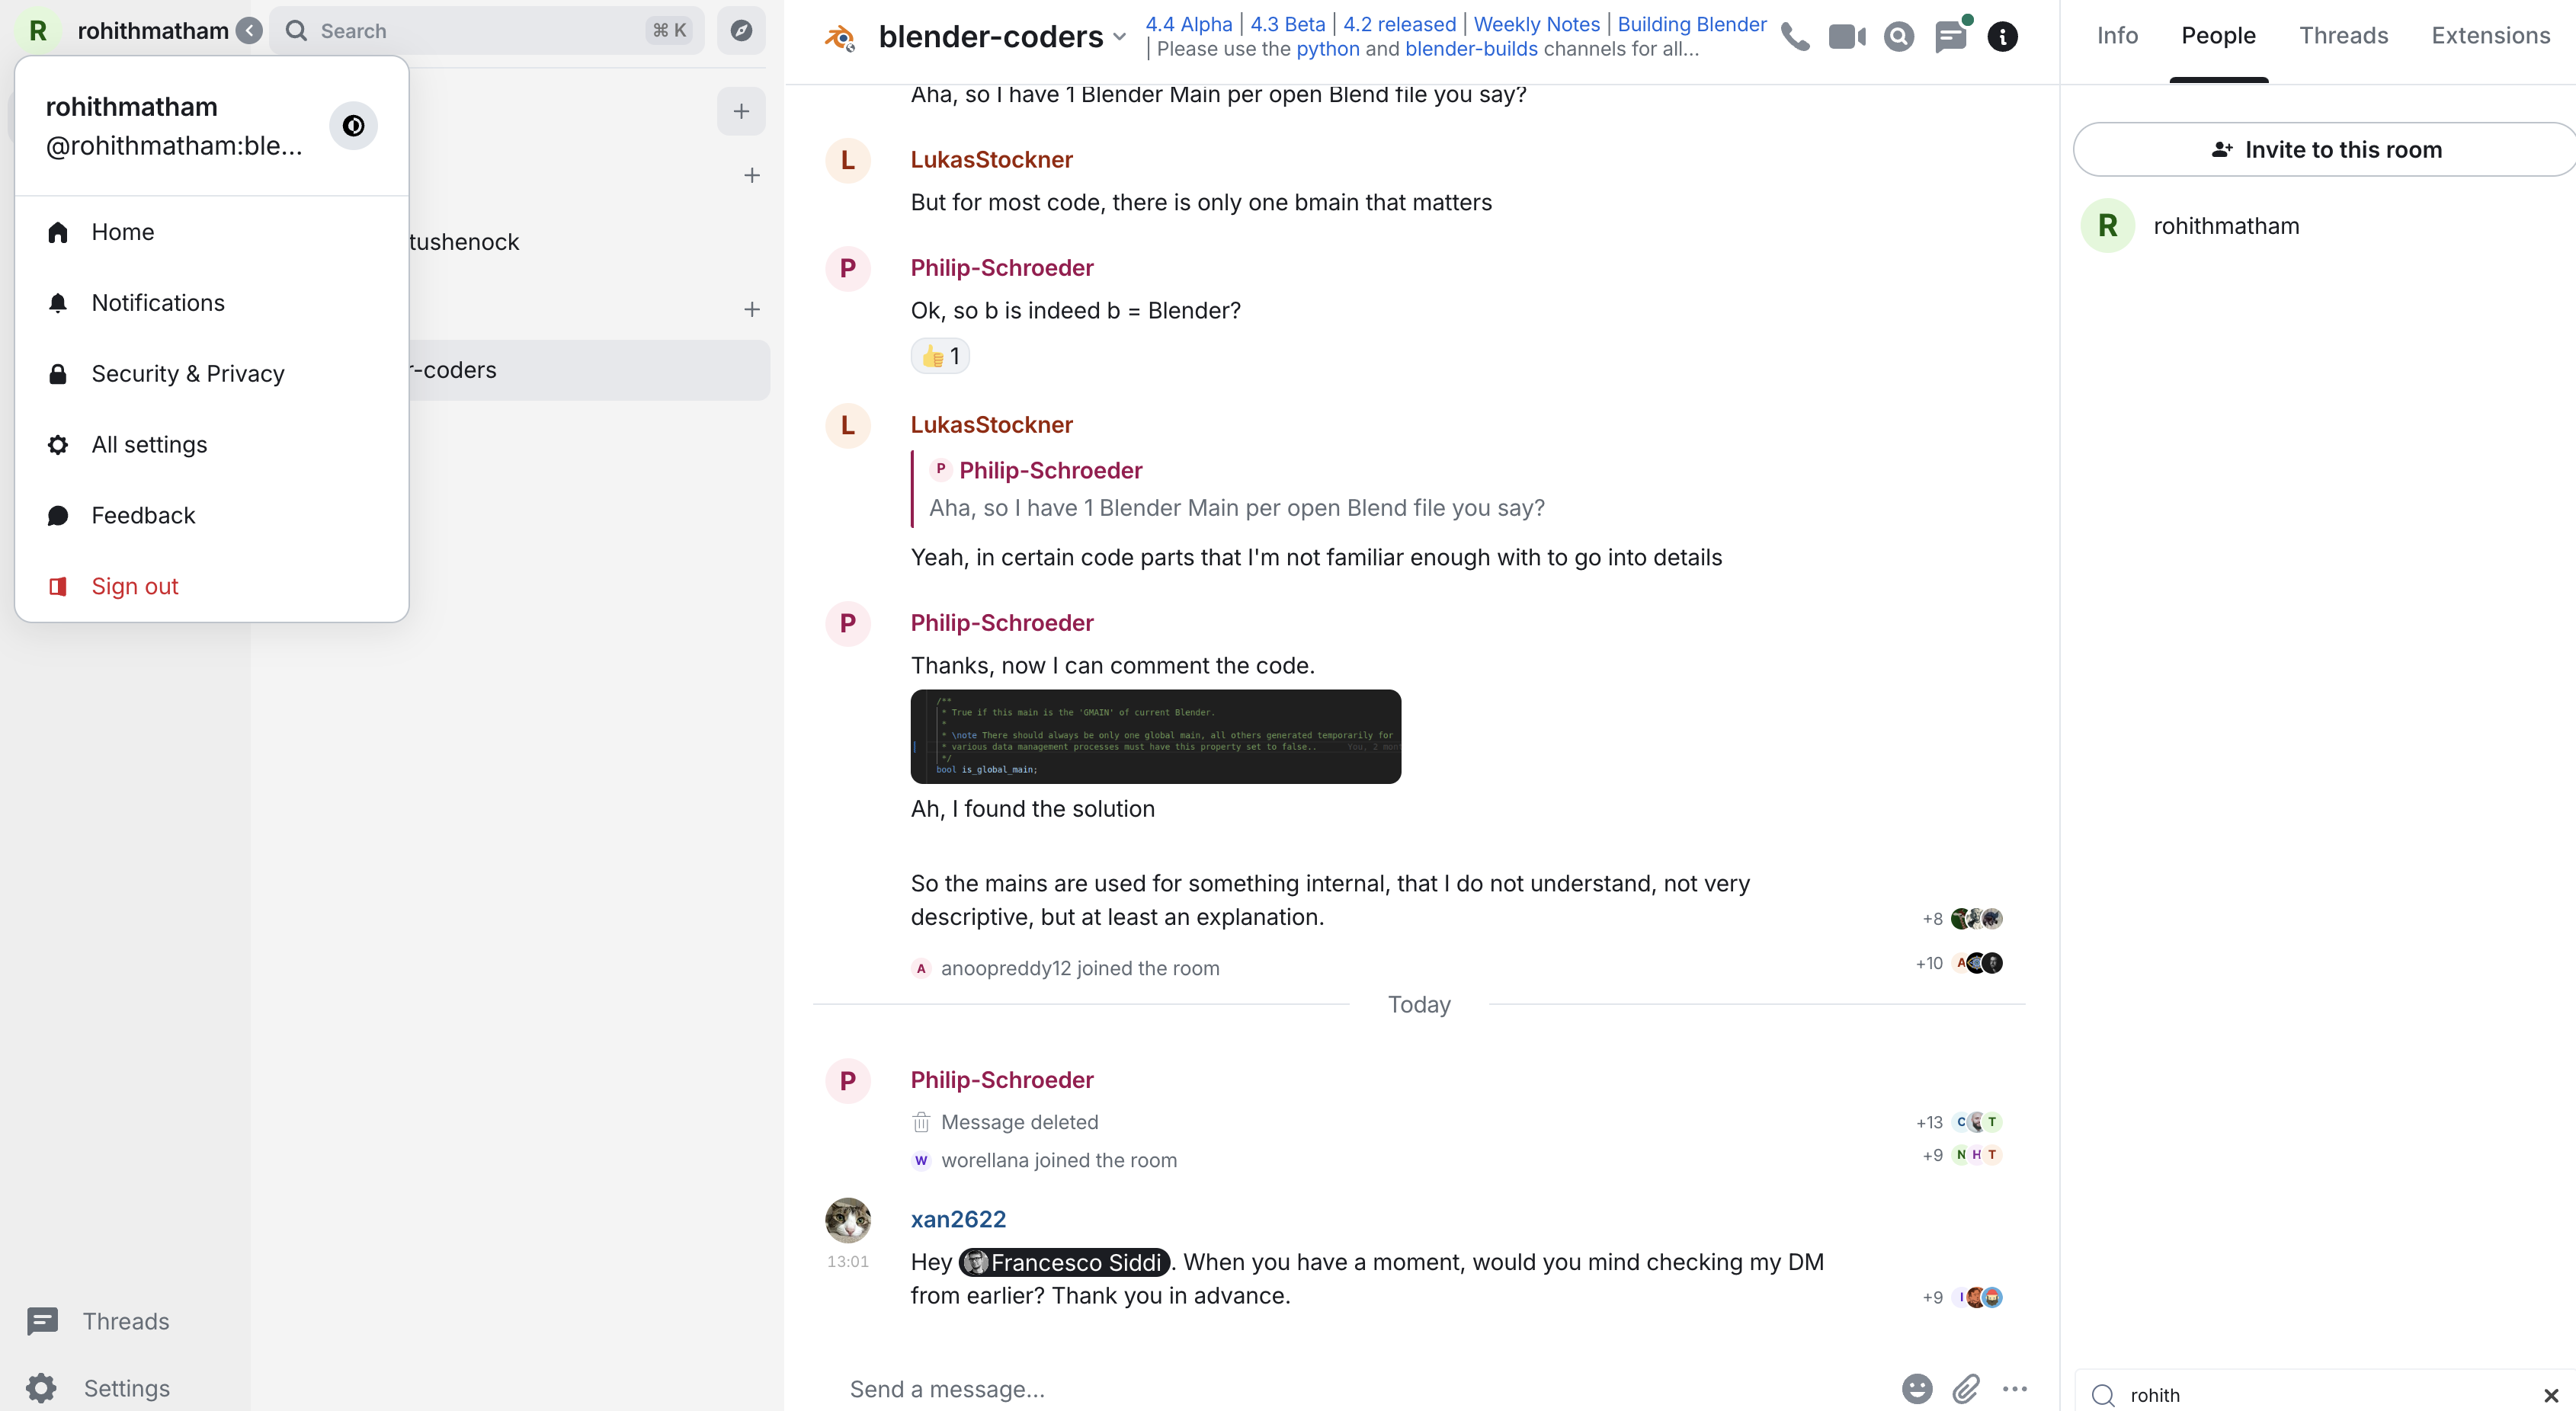 R rohithmatham
Search ⌘ K
rohithmatham
@rohithmatham:ble...
Home
Notifications
Security & Privacy
All settings
Feedback
Sign out
tushenock
r-coders
Threads
Settings
blender-coders
4.4 Alpha | 4.3 Beta | 4.2 released | Weekly Notes | Building Blender
| Please use the python and blender-builds channels for all...
Aha, so I have 1 Blender Main per open Blend file you say?
L LukasStockner
But for most code, there is only one bmain that matters
P Philip-Schroeder
Ok, so b is indeed b = Blender?
👍 1
L LukasStockner
P Philip-Schroeder
Aha, so I have 1 Blender Main per open Blend file you say?
Yeah, in certain code parts that I'm not familiar enough with to go into details
P Philip-Schroeder
Thanks, now I can comment the code.
/**
* True if this main is the 'GMAIN' of current Blender.
*
* \note There should always be only one global main, all others generated temporarily for
* various data management processes must have this property set to false.. You, 2 mon
*/
bool is_global_main;
Ah, I found the solution
So the mains are used for something internal, that I do not understand, not very
descriptive, but at least an explanation. +8
A anoopreddy12 joined the room +10 A
Today
P Philip-Schroeder
Message deleted +13 C T
W worellana joined the room +9 N H T
xan2622
13:01 Hey Francesco Siddi. When you have a moment, would you mind checking my DM
from earlier? Thank you in advance. +9 I
Send a message...
Info People Threads Extensions
Invite to this room
R rohithmatham
rohith